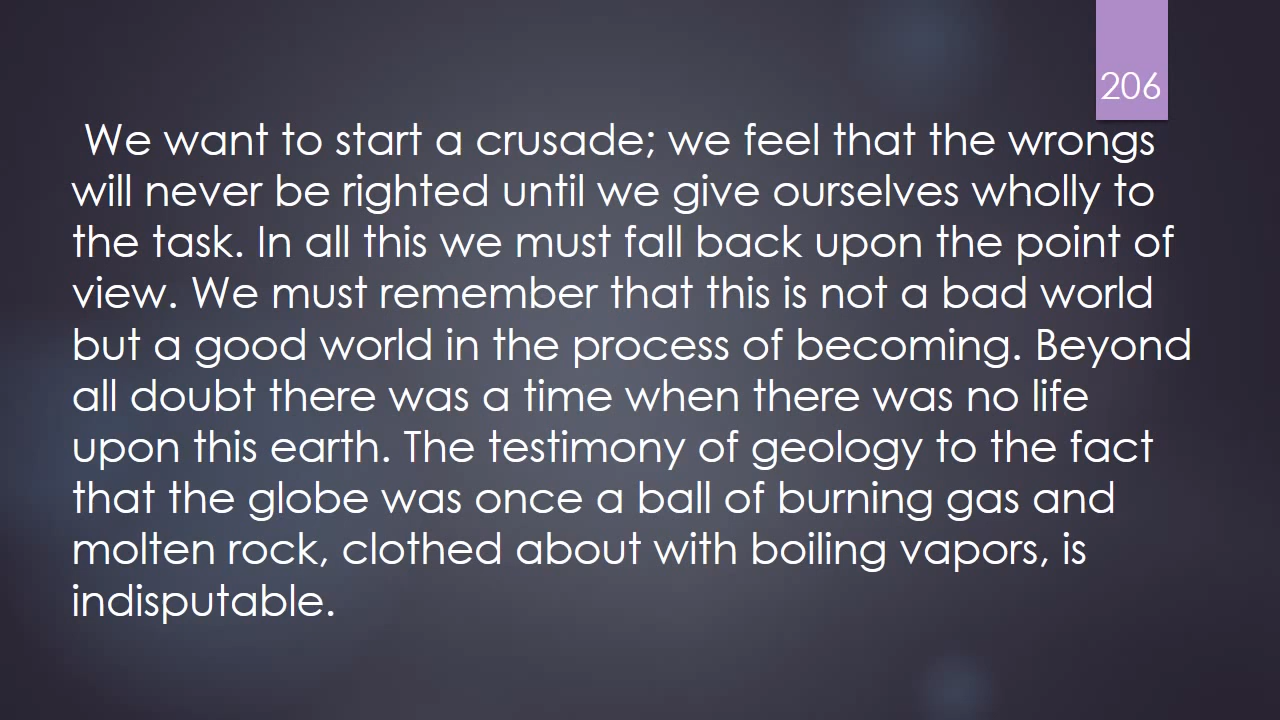 206
We want to start a crusade; we feel that the wrongs
will never be righted until we give ourselves wholly to
the task. In all this we must fall back upon the point of
view. We must remember that this is not a bad world
but a good world in the process of becoming. Beyond
all doubt there was a time when there was no life
upon this earth. The testimony of geology to the fact
that the globe was once a ball of burning gas and
molten rock, clothed about with boiling vapors, is
indisputable.